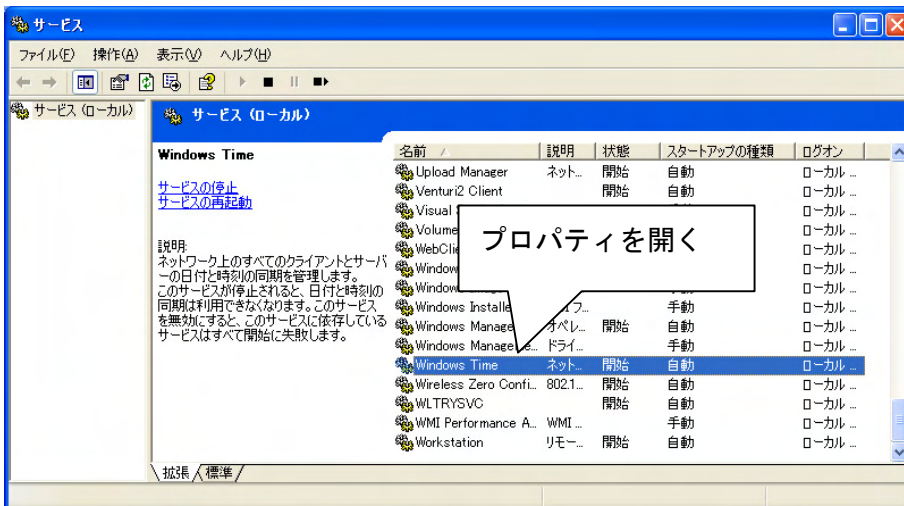 サービス
ファイル(F) 操作(A) 表示(V) ヘルプ(H)
サービス (ローカル)
サービス (ローカル)
Windows Time
サービスの停止
サービスの再起動
説明:
ネットワーク上のすべてのクライアントとサーバ
ーの日付と時刻の同期を管理します。
このサービスが停止されると、日付と時刻の
同期は利用できなくなります。このサービス
を無効にすると、このサービスに依存している
サービスはすべて開始に失敗します。
名前 説明 状態 スタートアップの種類 ログオン
Upload Manager ネット... 開始 自動 ローカル ...
Venturi2 Client 開始 自動 ローカル ...
Visual ローカル ...
Volume ローカル ...
WebClie ローカル ...
Window ローカル ...
Window ローカル ...
Windows Installe 手動 ローカル ...
Windows Manage オペレ... 開始 自動 ローカル ...
Windows Manageme... ドライ... 手動 ローカル ...
Windows Time ネット... 開始 自動 ローカル ...
Wireless Zero Confi... 802.1... 開始 自動 ローカル ...
WLTRYSVC 開始 自動 ローカル ...
WMI Performance A... WMI ... 手動 ローカル ...
Workstation リモー... 開始 自動 ローカル ...
プロパティを開く
拡張 標準